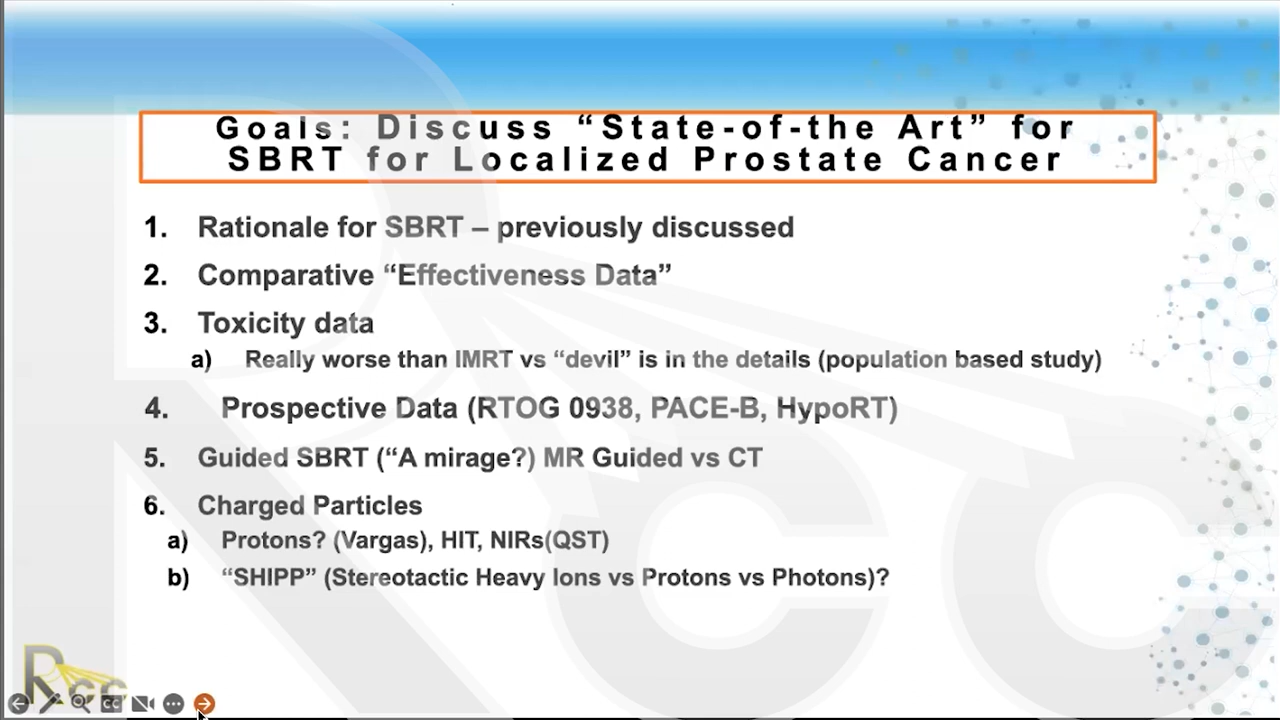 Goals: Discuss “State-of-the Art” for
SBRT for Localized Prostate Cancer
1. Rationale for SBRT – previously discussed
2. Comparative “Effectiveness Data”
3. Toxicity data
a) Really worse than IMRT vs “devil” is in the details (population based study)
4. Prospective Data (RTOG 0938, PACE-B, HypoRT)
5. Guided SBRT (“A mirage?) MR Guided vs CT
6. Charged Particles
a) Protons? (Vargas), HIT, NIRs(QST)
b) “SHIPP” (Stereotactic Heavy Ions vs Protons vs Photons)?
Rcc
Rcc
CC